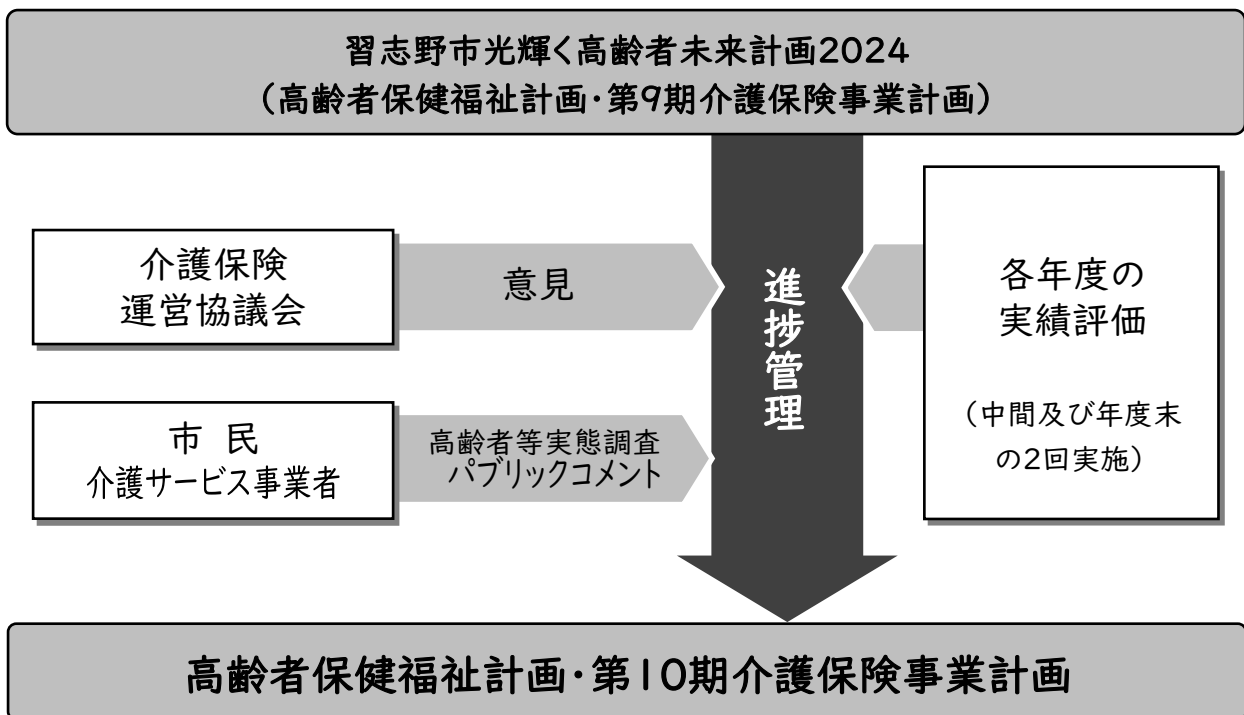 習志野市光輝く高齢者未来計画2024
（高齢者保健福祉計画・第9期介護保険事業計画）
介護保険
運営協議会
意見
市 民
介護サービス事業者
高齢者等実態調査
パブリックコメント
進捗管理
各年度の
実績評価
（中間及び年度末
の2回実施）
高齢者保健福祉計画・第10期介護保険事業計画